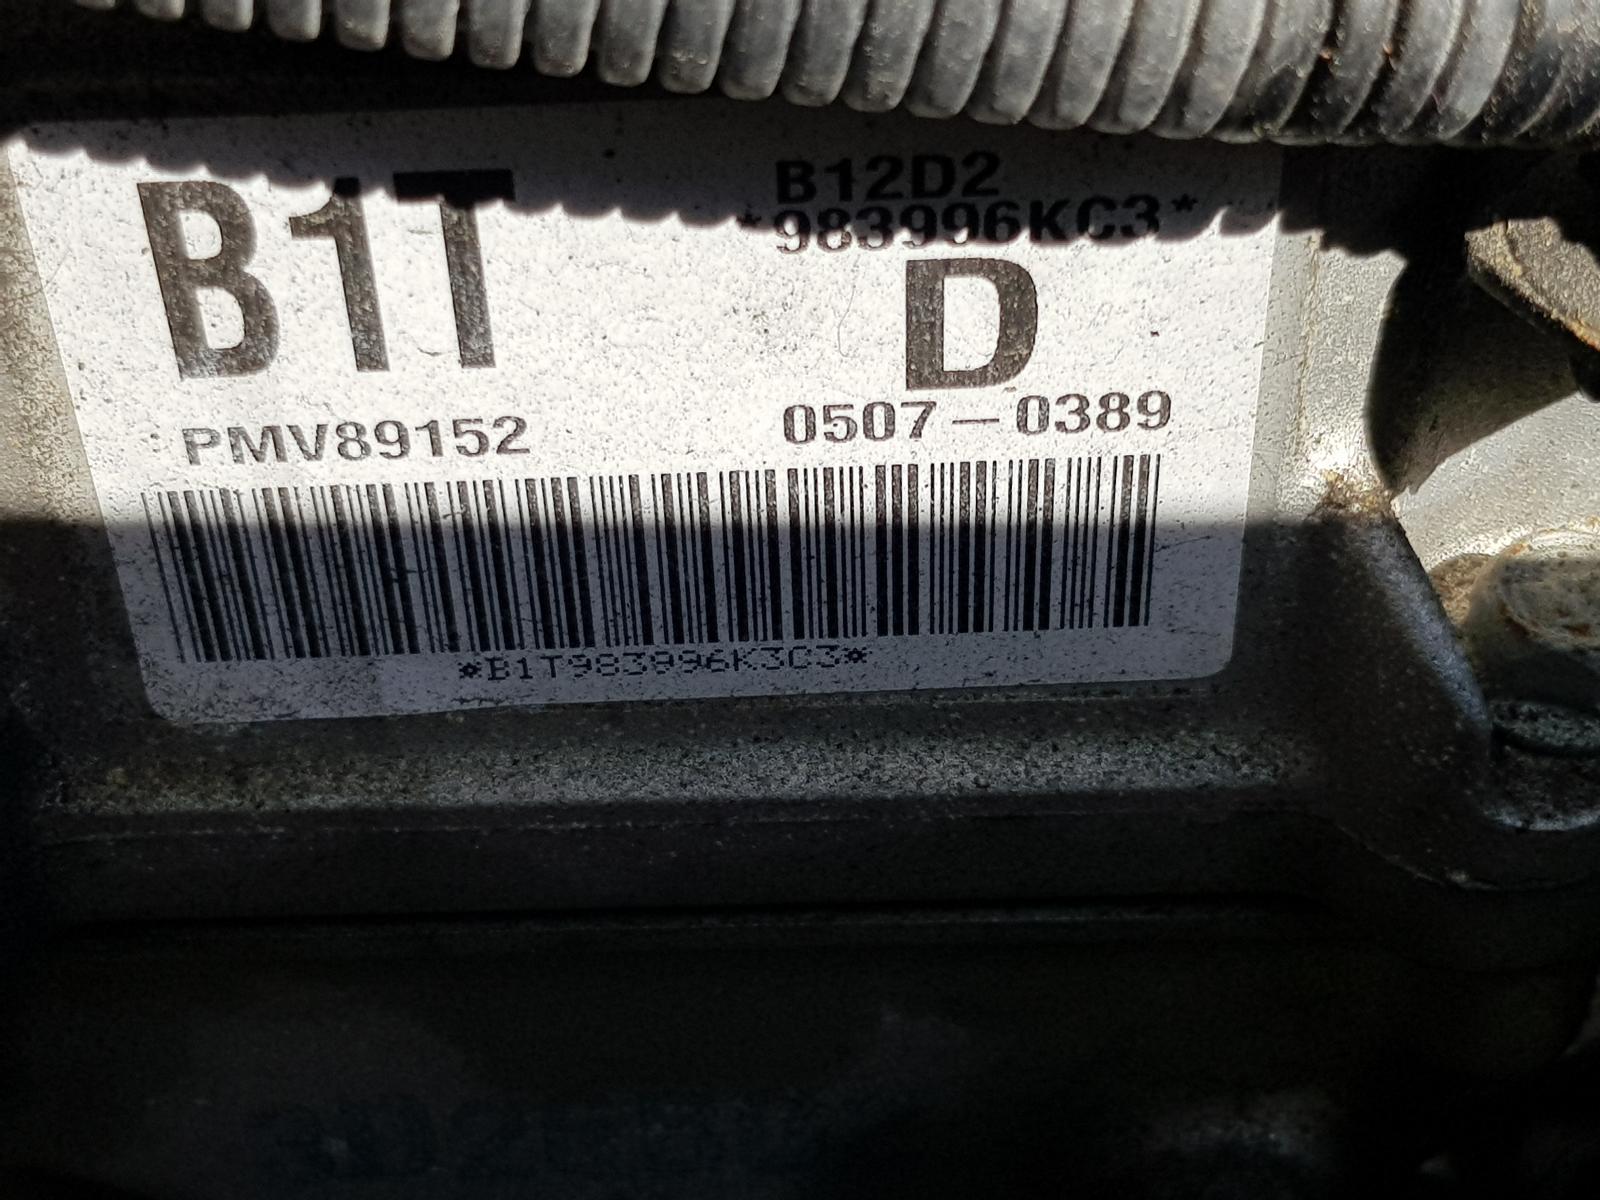 B1T
B12D2
*983996KC3*
D
PMV89152
0507-0389
*B1T983996K3C3*